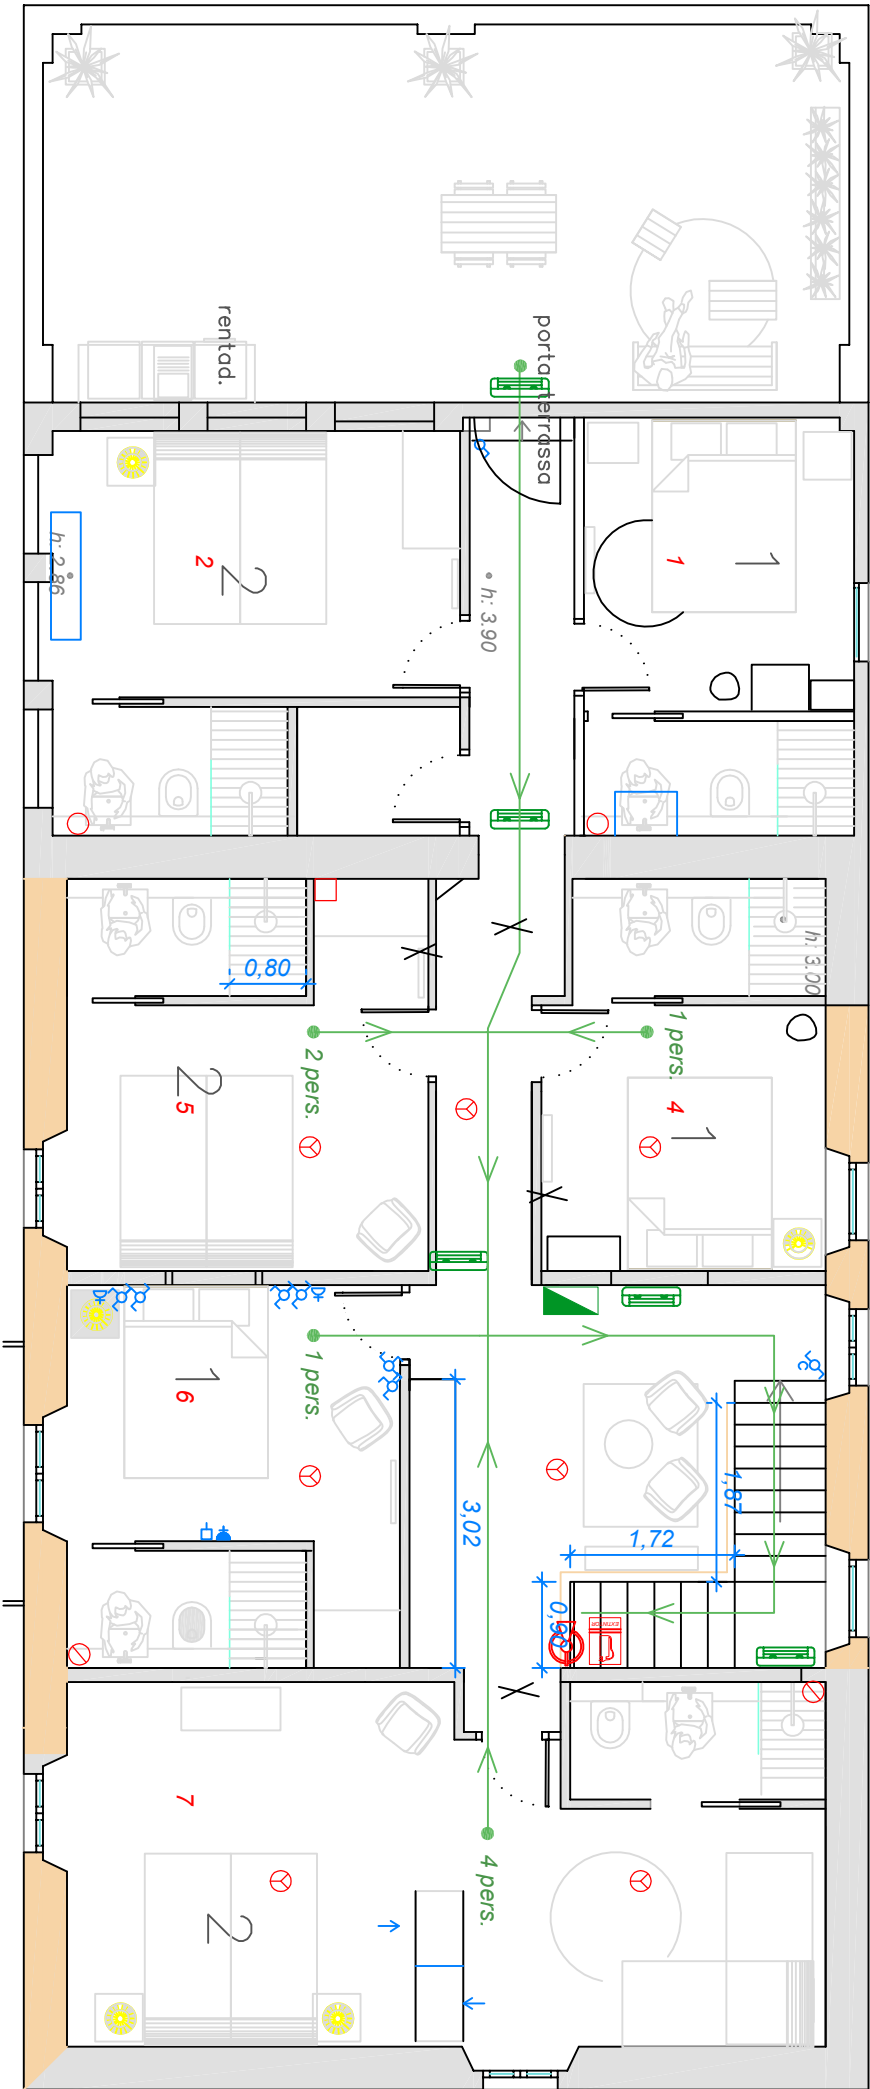 rentad.
porta terrassa
h: 2.86
2
2
h: 3.90
1
1
h: 3.00
0,80
2 pers.
1 pers.
2
5
4
1
1 pers.
1
6
c
3,02
1,87
1,72
0,90
EXTINTOR
7
4 pers.
2